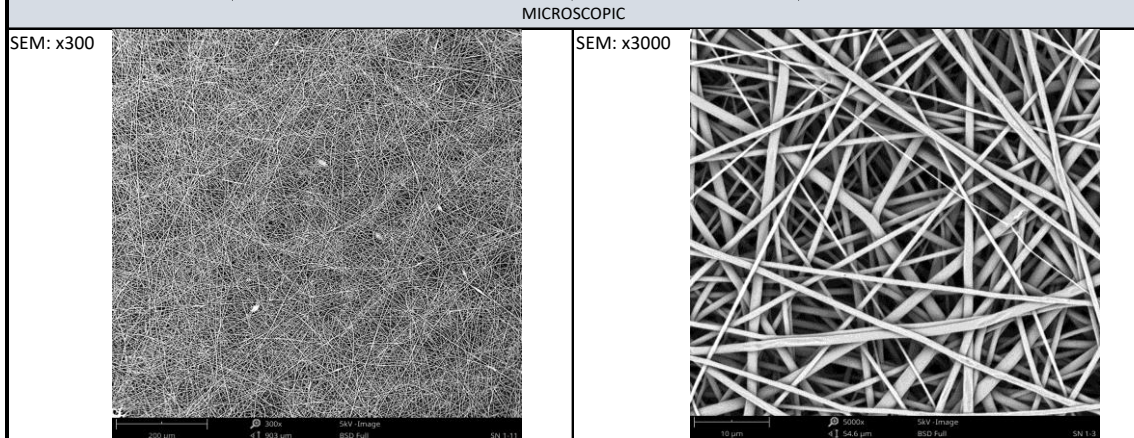 MICROSCOPIC
SEM: x300
SEM: x3000
200 µm
300x
903 µm
5kV -Image
BSD Full
SN 1-11
10 µm
5000x
54.6 µm
5kV -Image
BSD Full
SN 1-3